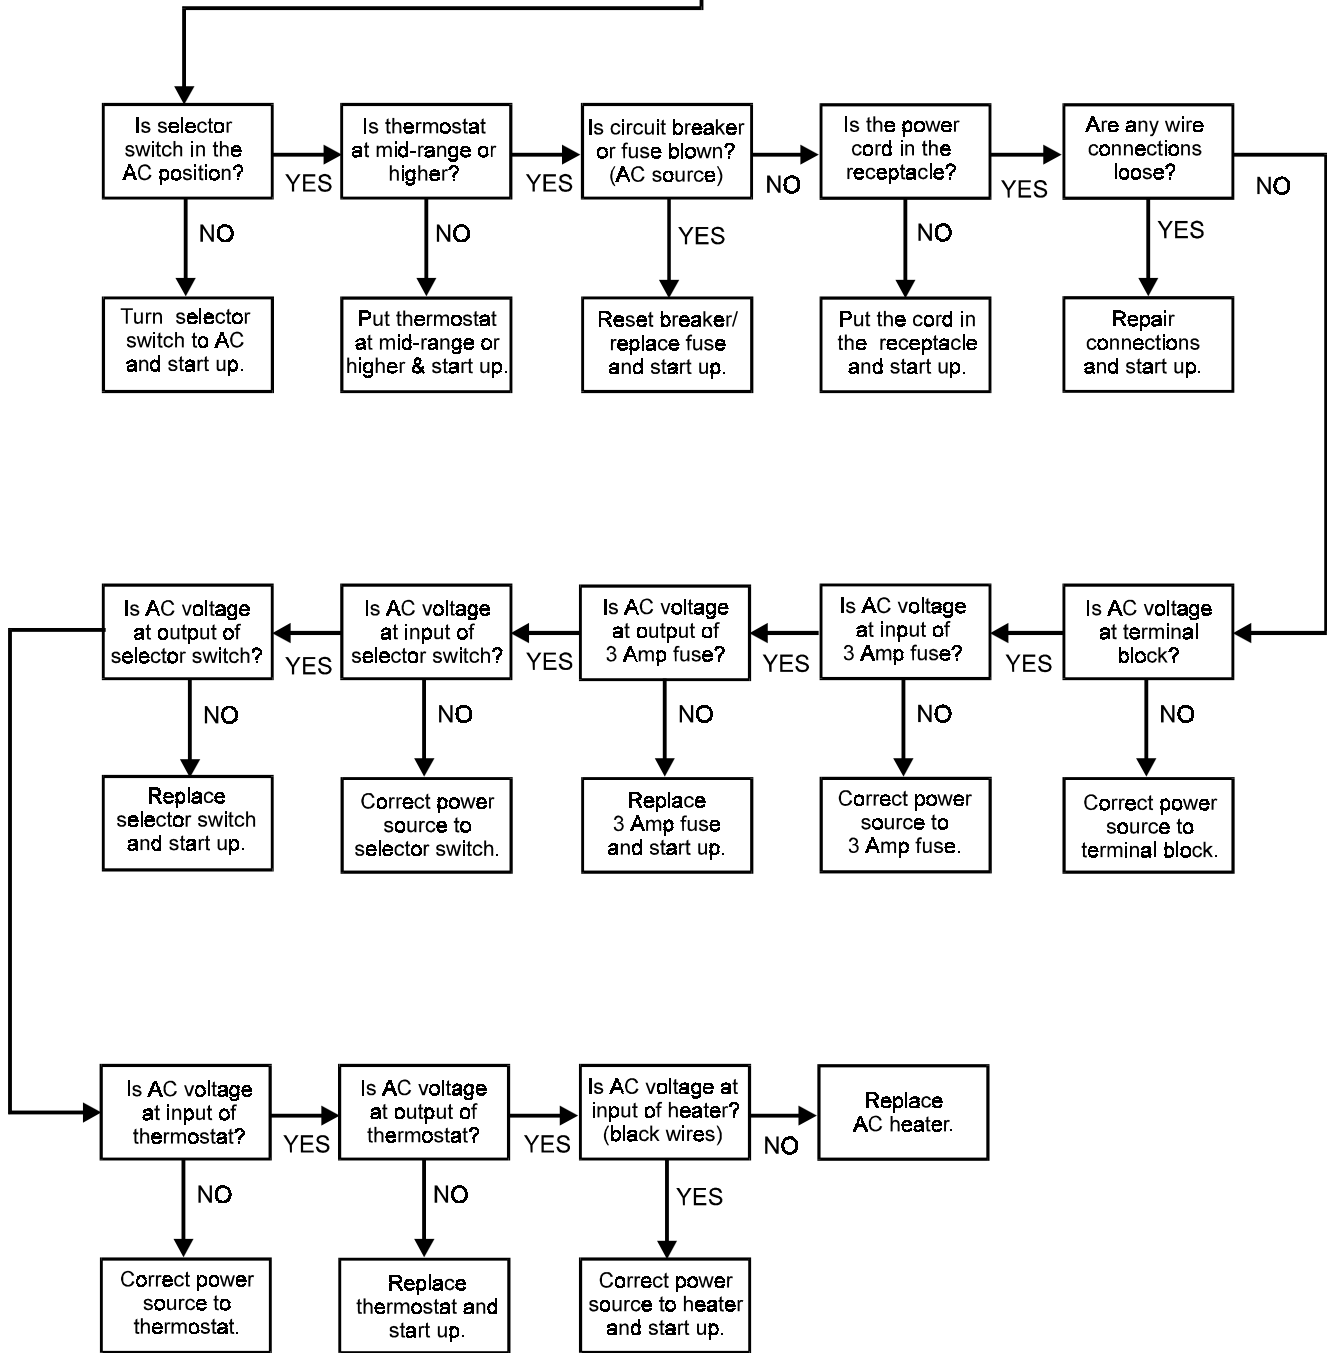 Is selector
switch in the
AC position?
YES
NO
Turn selector
switch to AC
and start up.
Is thermostat
at mid-range or
higher?
YES
NO
Put thermostat
at mid-range or
higher & start up.
Is circuit breaker
or fuse blown?
(AC source)
NO
YES
Reset breaker/
replace fuse
and start up.
Is the power
cord in the
receptacle?
YES
NO
Put the cord in
the receptacle
and start up.
Are any wire
connections
loose?
NO
YES
Repair
connections
and start up.
Is AC voltage
at terminal
block?
YES
NO
Correct power
source to
terminal block.
Is AC voltage
at input of
3 Amp fuse?
YES
NO
Correct power
source to
3 Amp fuse.
Is AC voltage
at output of
3 Amp fuse?
YES
NO
Replace
3 Amp fuse
and start up.
Is AC voltage
at input of
selector switch?
YES
NO
Correct power
source to
selector switch.
Is AC voltage
at output of
selector switch?
NO
Replace
selector switch
and start up.
Is AC voltage
at input of
thermostat?
YES
NO
Correct power
source to
thermostat.
Is AC voltage
at output of
thermostat?
YES
NO
Replace
thermostat and
start up.
Is AC voltage at
input of heater?
(black wires)
NO
YES
Correct power
source to heater
and start up.
Replace
AC heater.